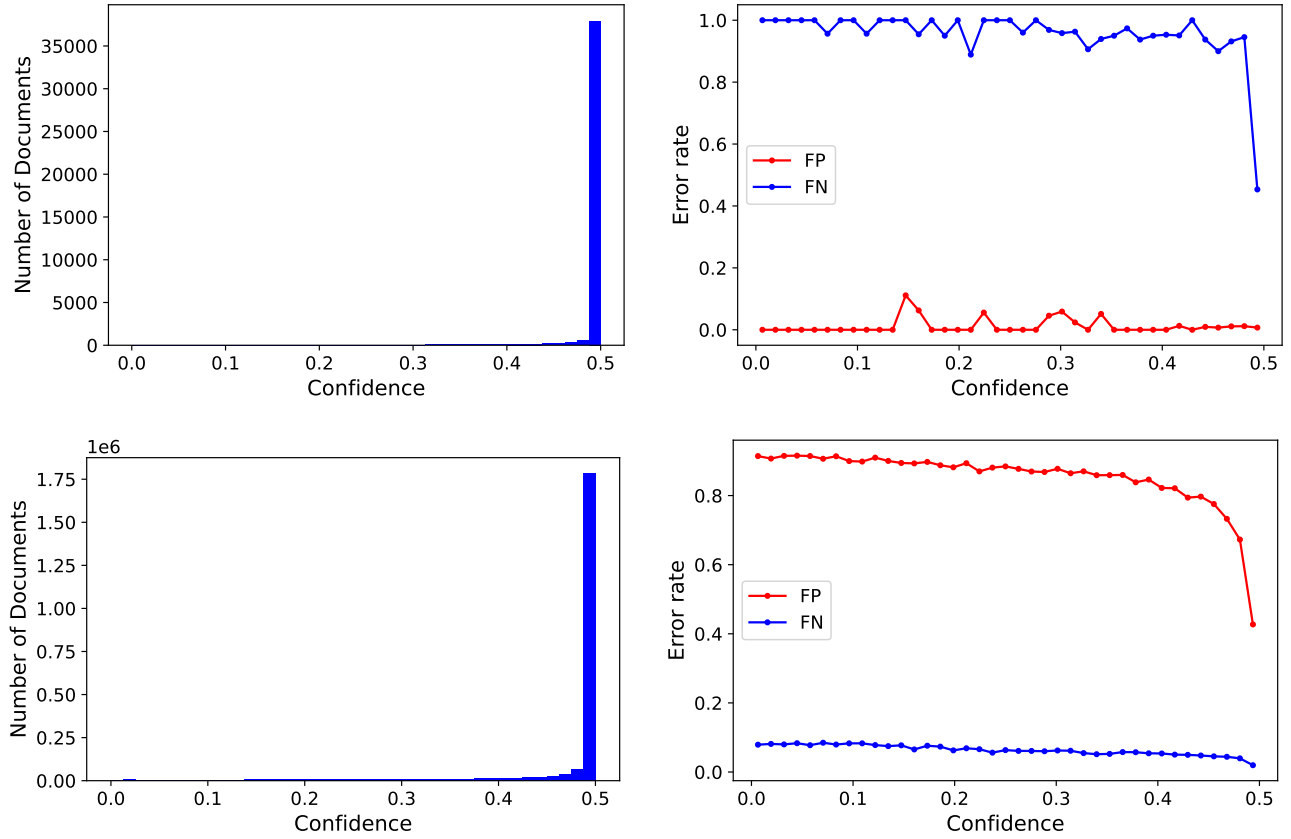 35000
30000
25000
20000
15000
10000
5000
0
Number of Documents
0.0 0.1 0.2 0.3 0.4 0.5
Confidence
1.0
0.8
0.6
0.4
0.2
0.0
Error rate
FP
FN
0.0 0.1 0.2 0.3 0.4 0.5
Confidence
1e6
1.75
1.50
1.25
1.00
0.75
0.50
0.25
0.00
Number of Documents
0.0 0.1 0.2 0.3 0.4 0.5
Confidence
0.8
0.6
0.4
0.2
0.0
Error rate
FP
FN
0.0 0.1 0.2 0.3 0.4 0.5
Confidence